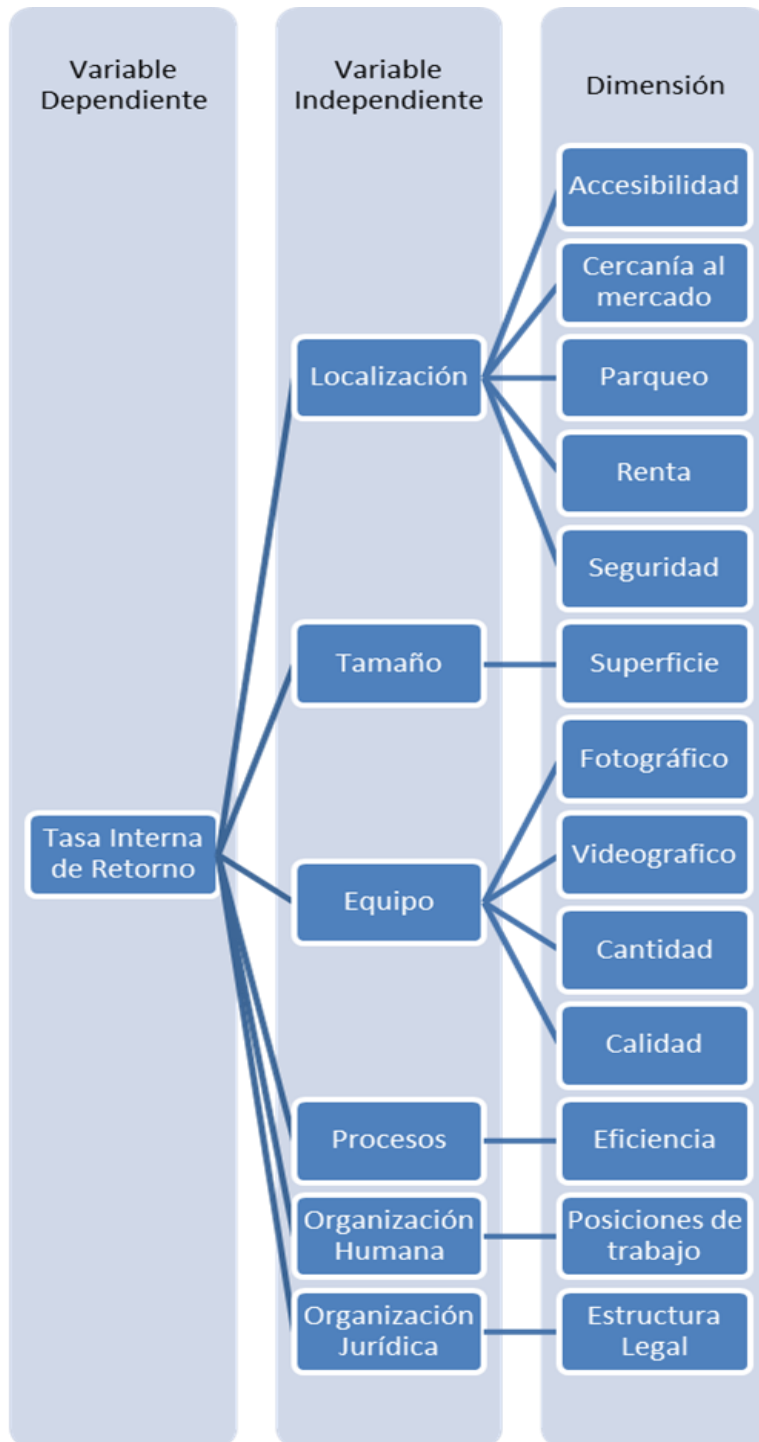 Variable
Dependiente
Variable
Independiente
Dimensión
Tasa Interna
de Retorno
Localización
Accesibilidad
Cercanía al
mercado
Parqueo
Renta
Seguridad
Tamaño
Superficie
Equipo
Fotográfico
Videografico
Cantidad
Calidad
Procesos
Eficiencia
Organización
Humana
Posiciones de
trabajo
Organización
Jurídica
Estructura
Legal